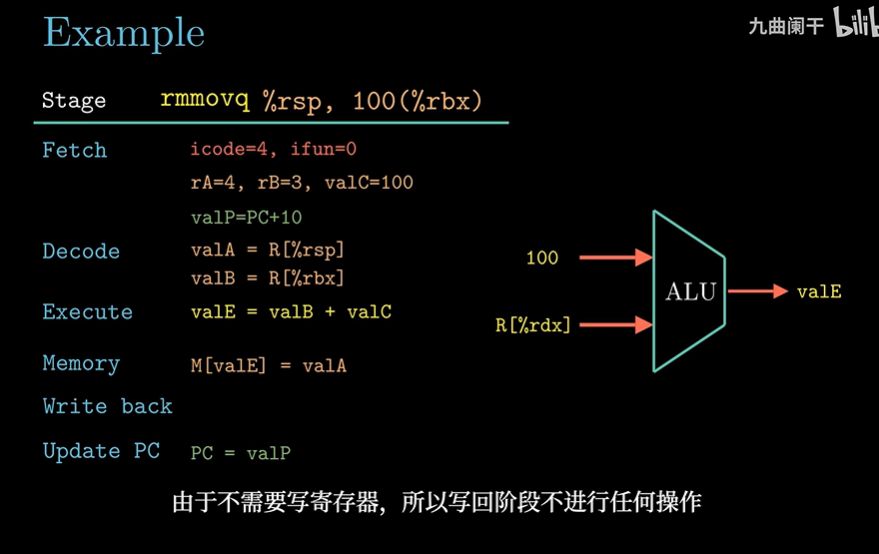 Example
九曲阑干 bilib
Stage rmmovq %rsp, 100(%rbx)
Fetch icode=4, ifun=0
rA=4, rB=3, valC=100
valP=PC+10
Decode valA = R[%rsp]
valB = R[%rbx]
Execute valE = valB + valC
Memory M[valE] = valA
Write back
Update PC PC = valP
100
R[%rdx]
ALU
valE
由于不需要写寄存器，所以写回阶段不进行任何操作